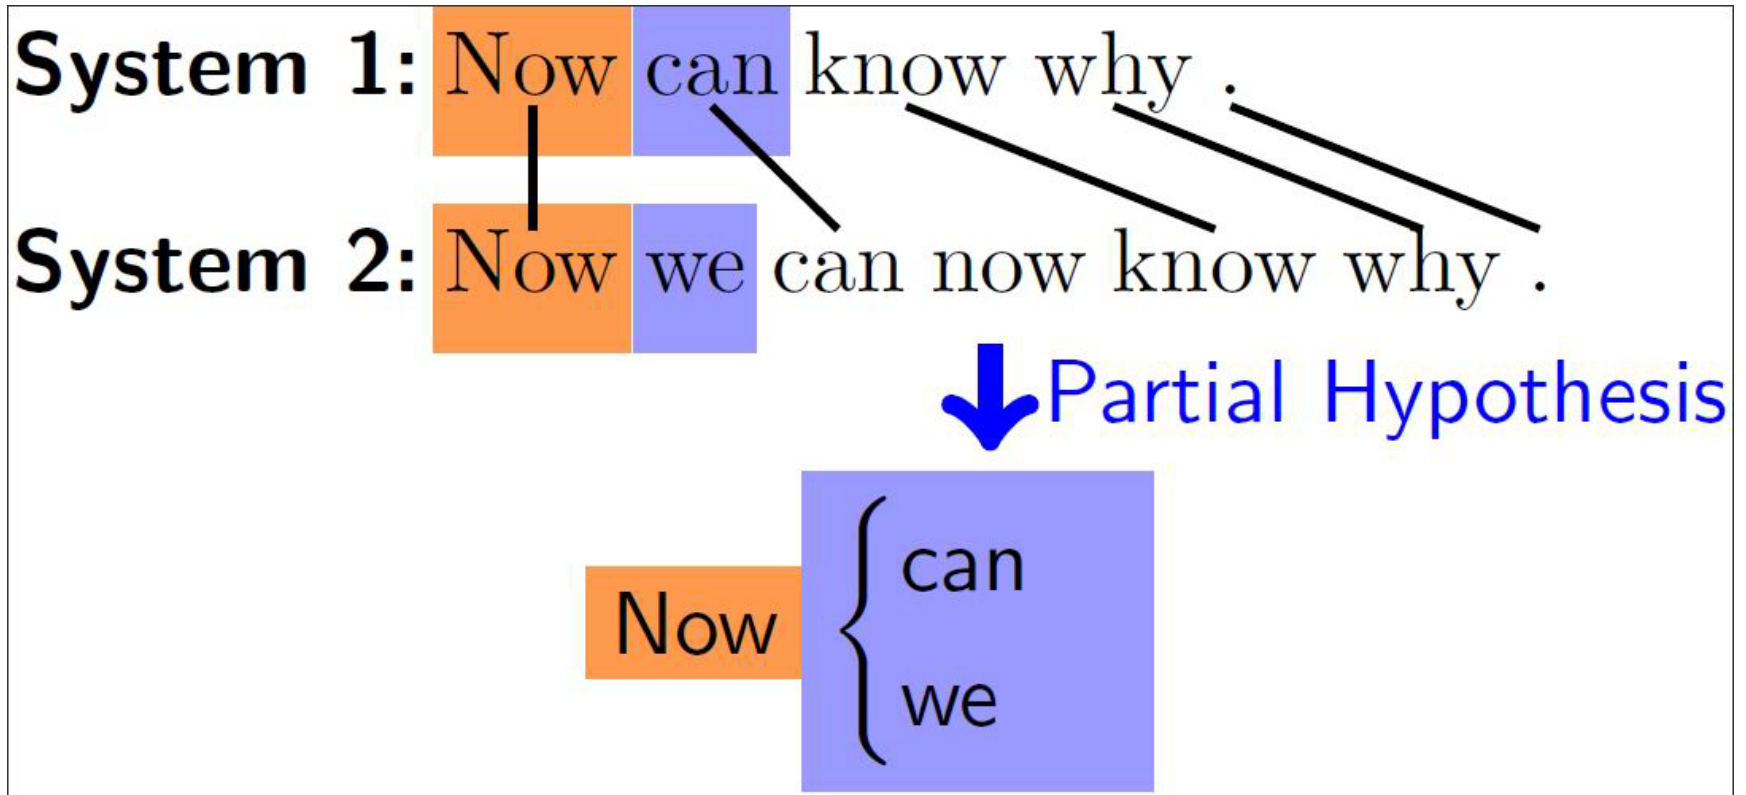 System 1: Now can know why .
System 2: Now we can now know why .
Partial Hypothesis
can
Now
we